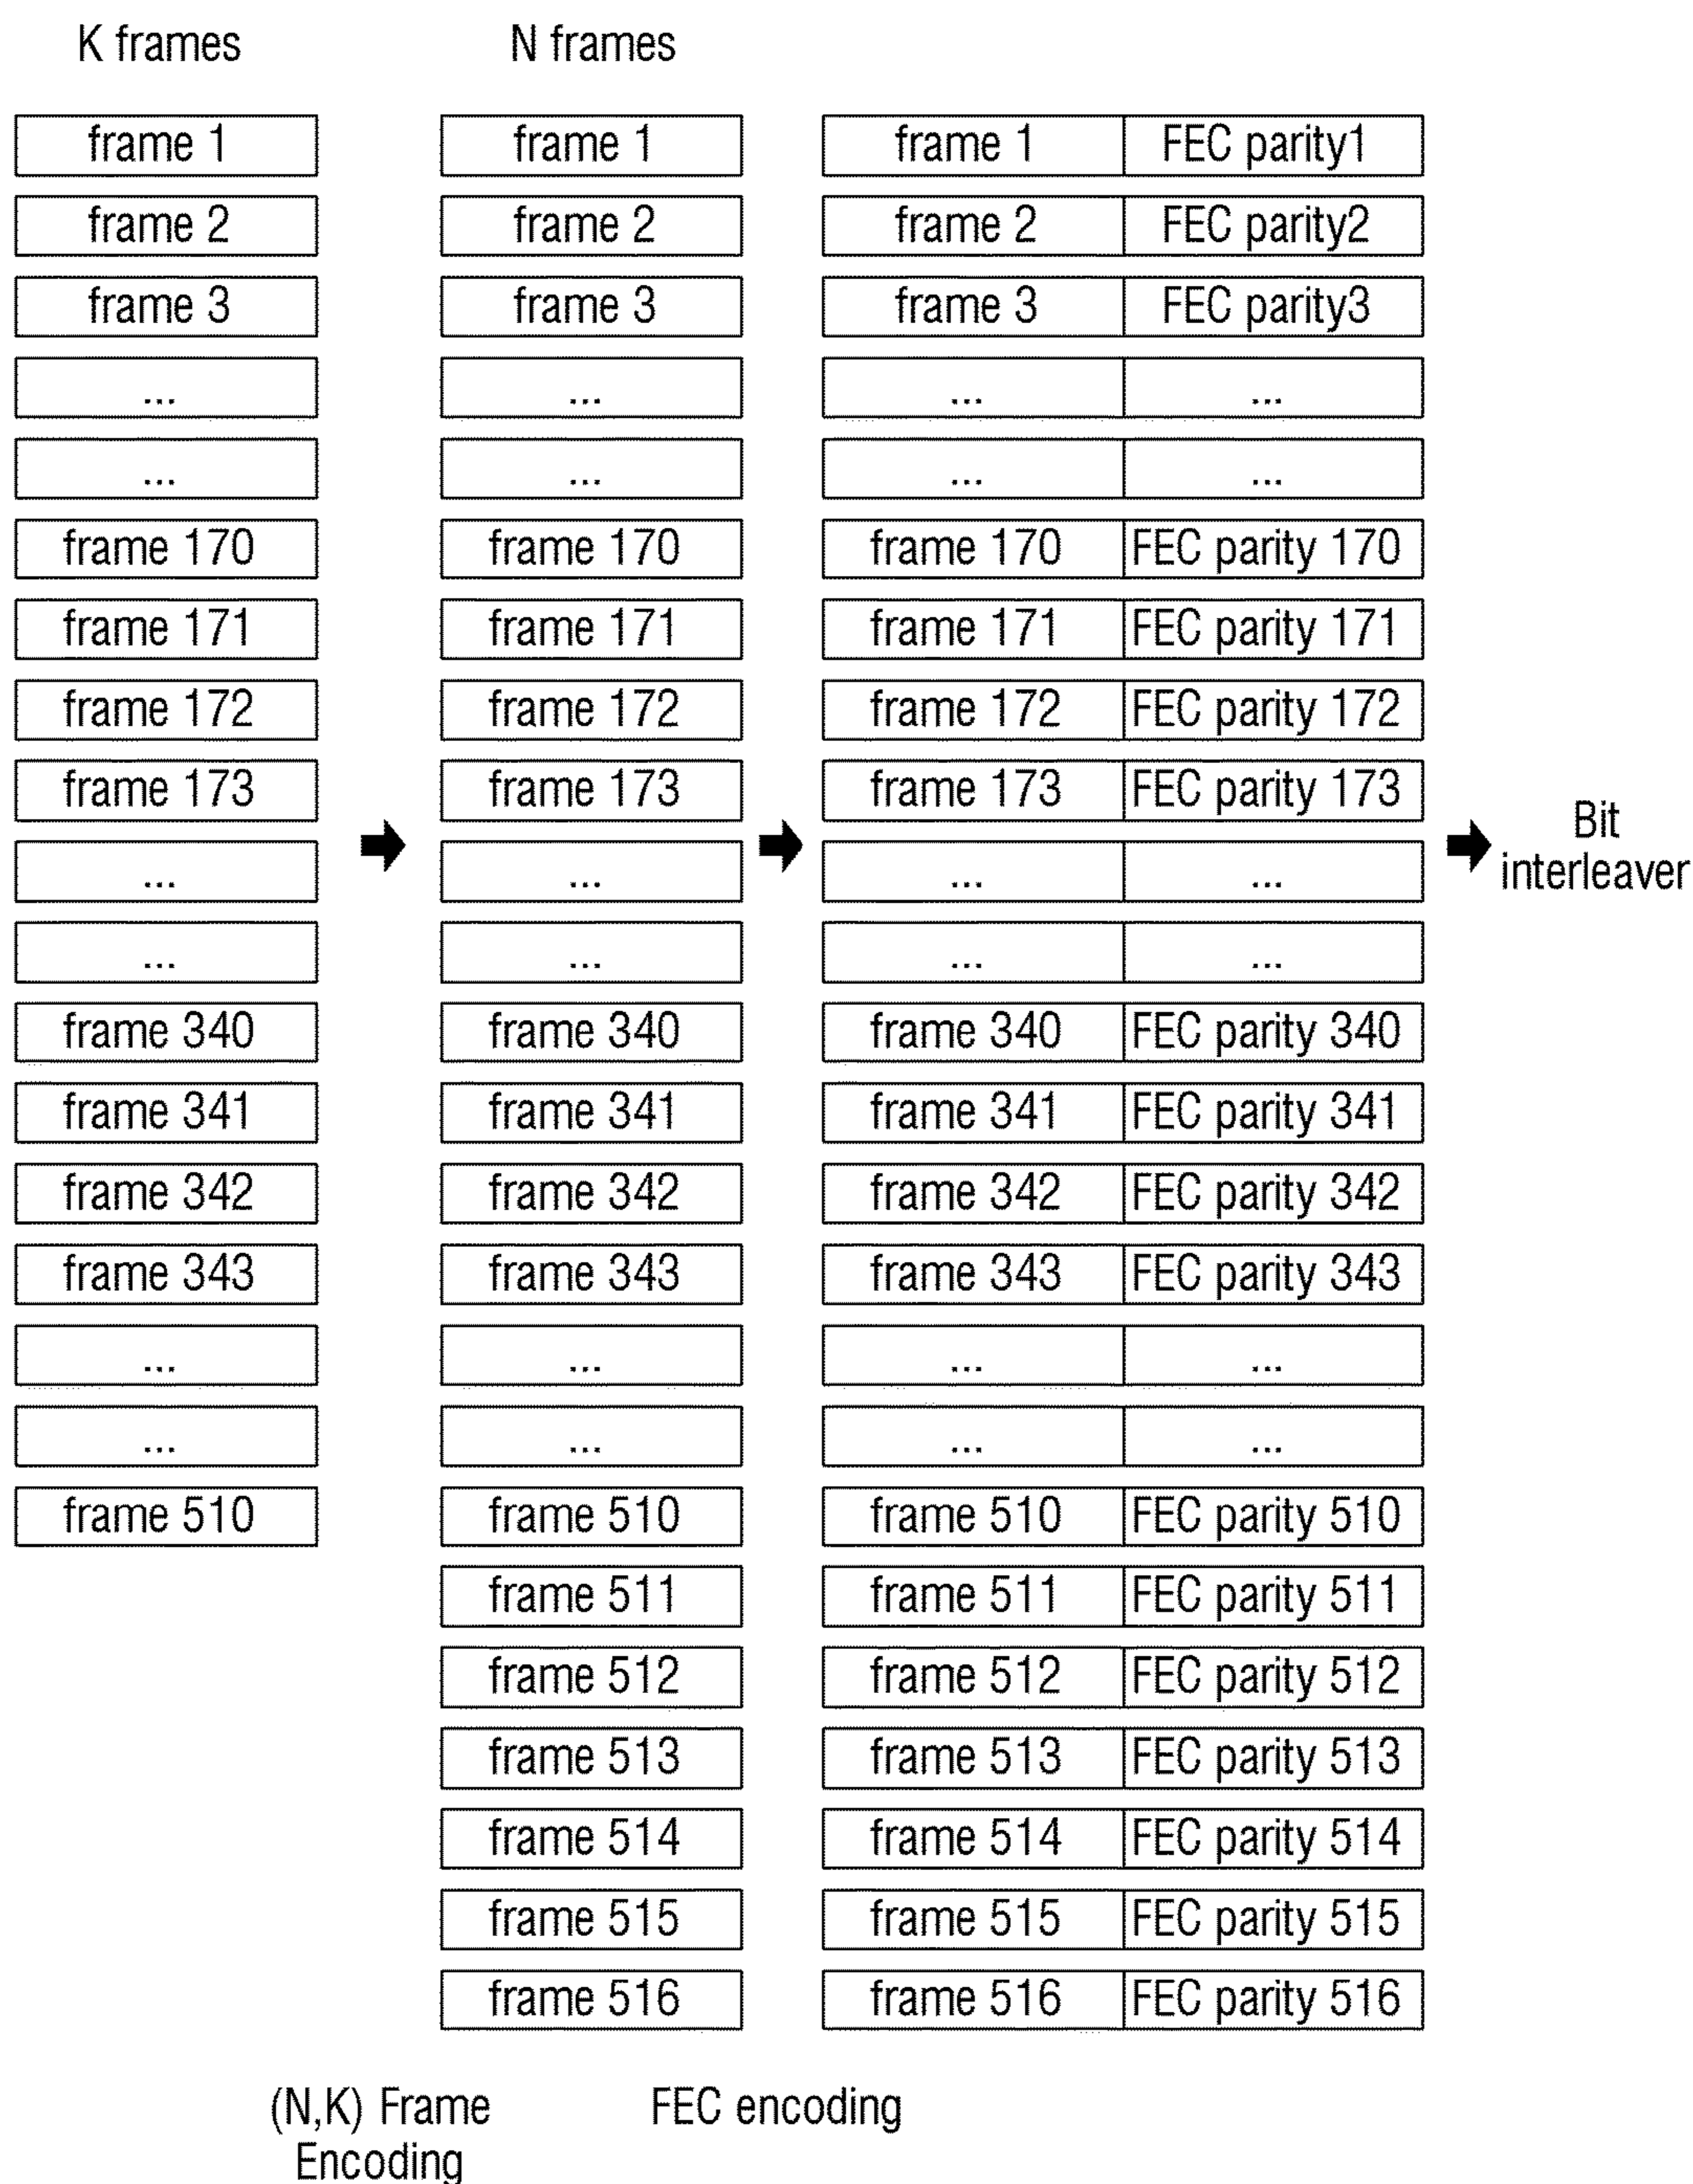 K frames N frames
frame 1 frame 1 frame 1 FEC parity1
frame 2 frame 2 frame 2 FEC parity2
frame 3 frame 3 frame 3 FEC parity3
... ... ... ...
... ... ... ...
frame 170 frame 170 frame 170 FEC parity 170
frame 171 frame 171 frame 171 FEC parity 171
frame 172 frame 172 frame 172 FEC parity 172
frame 173 frame 173 frame 173 FEC parity 173
Bit
interleaver
... ... ... ...
... ... ... ...
frame 340 frame 340 frame 340 FEC parity 340
frame 341 frame 341 frame 341 FEC parity 341
frame 342 frame 342 frame 342 FEC parity 342
frame 343 frame 343 frame 343 FEC parity 343
... ... ... ...
... ... ... ...
frame 510 frame 510 frame 510 FEC parity 510
frame 511 frame 511 FEC parity 511
frame 512 frame 512 FEC parity 512
frame 513 frame 513 FEC parity 513
frame 514 frame 514 FEC parity 514
frame 515 frame 515 FEC parity 515
frame 516 frame 516 FEC parity 516
(N,K) Frame FEC encoding
Encoding